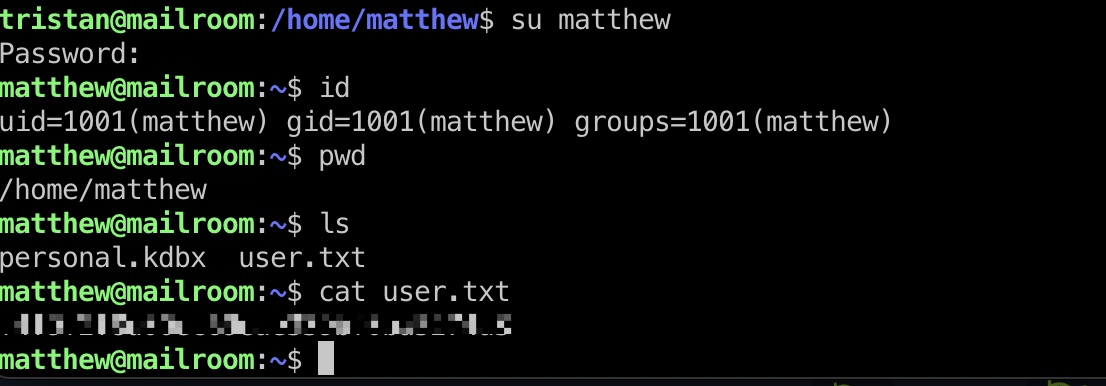 tristan@mailroom:/home/matthew$ su matthew
Password:
matthew@mailroom:~$ id
uid=1001(matthew) gid=1001(matthew) groups=1001(matthew)
matthew@mailroom:~$ pwd
/home/matthew
matthew@mailroom:~$ ls
personal.kdbx  user.txt
matthew@mailroom:~$ cat user.txt
matthew@mailroom:~$